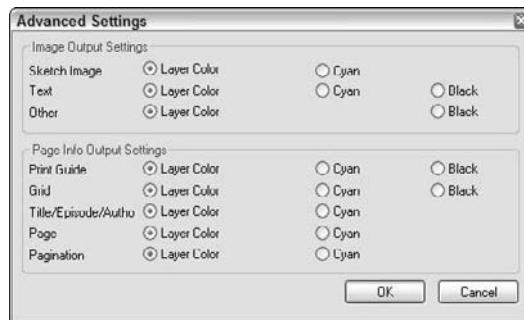 Advanced Settings
Image Output Settings
Sketch Image Layer Color Cyan
Text Layer Color Cyan Black
Other Layer Color Black
Page Info Output Settings
Print Guide Layer Color Cyan Black
Grid Layer Color Cyan Black
Title/Episode/Autho Layer Color Cyan
Page Layer Color Cyan
Pagination Layer Color Cyan
OK Cancel